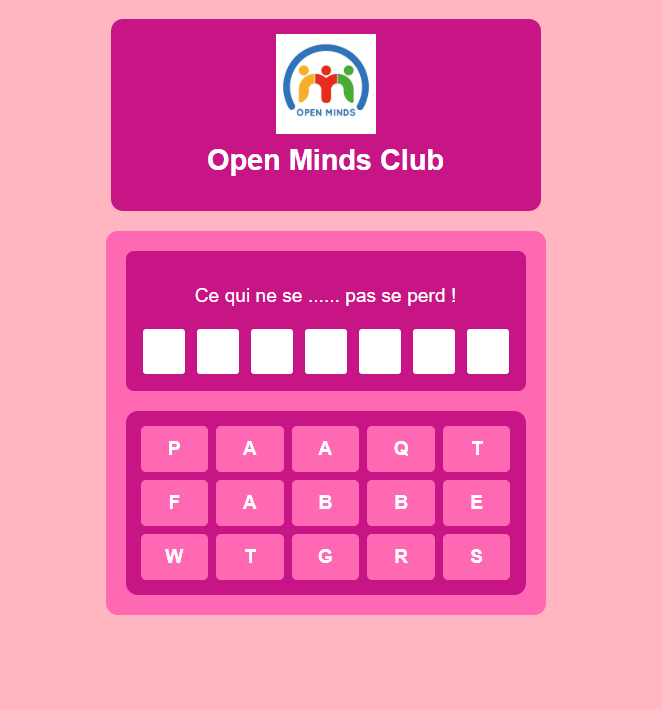 OPEN MINDS
Open Minds Club
Ce qui ne se ...... pas se perd !
P A A Q T
F A B B E
W T G R S